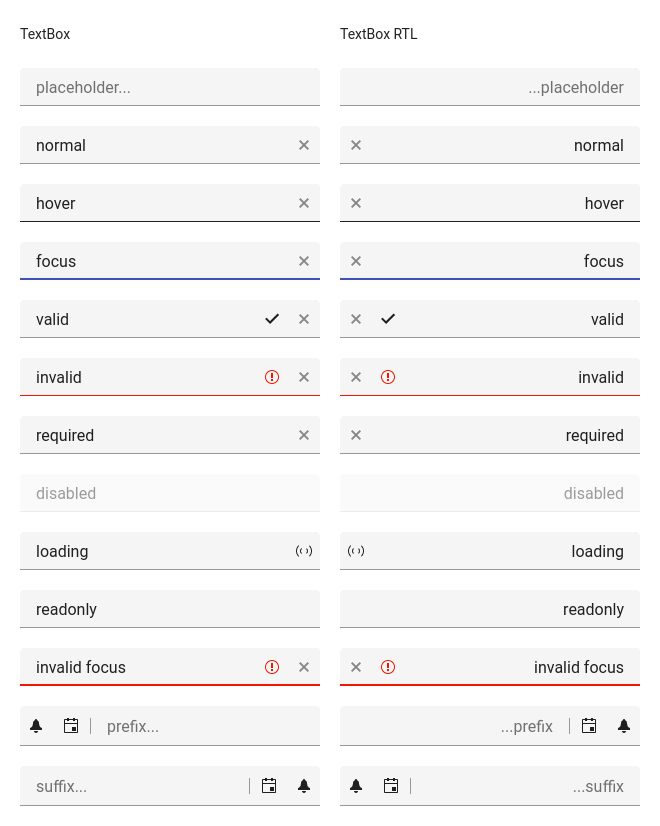 TextBox
TextBox RTL
placeholder...
...placeholder
normal
normal
hover
hover
focus
focus
valid
valid
invalid
invalid
required
required
disabled
disabled
loading
loading
readonly
readonly
invalid focus
invalid focus
prefix...
...prefix
suffix...
...suffix